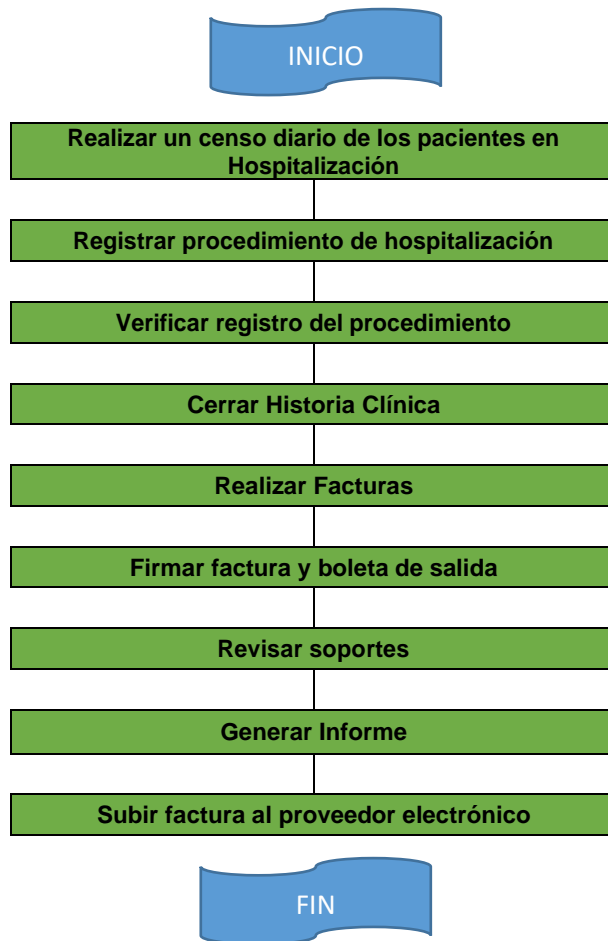 INICIO
Realizar un censo diario de los pacientes en
Hospitalización
Registrar procedimiento de hospitalización
Verificar registro del procedimiento
Cerrar Historia Clínica
Realizar Facturas
Firmar factura y boleta de salida
Revisar soportes
Generar Informe
Subir factura al proveedor electrónico
FIN